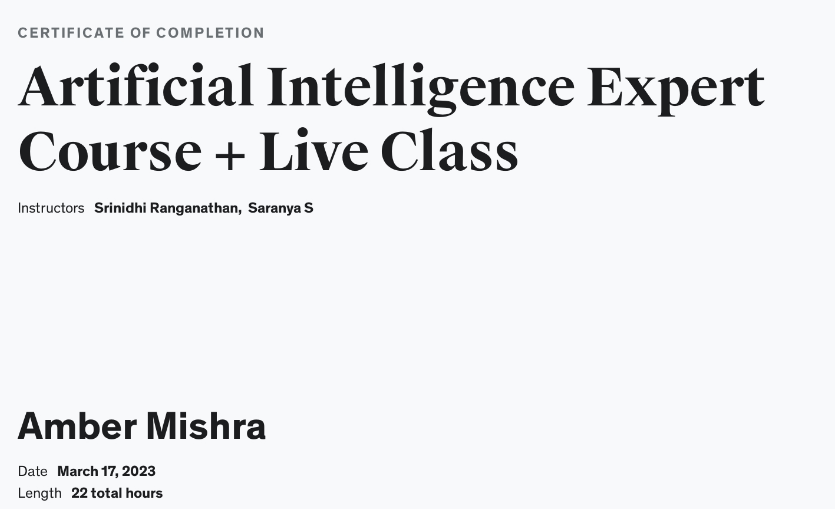 CERTIFICATE OF COMPLETION
Artificial Intelligence Expert
Course + Live Class
Instructors Srinidhi Ranganathan, Saranya S
Amber Mishra
Date March 17, 2023
Length 22 total hours